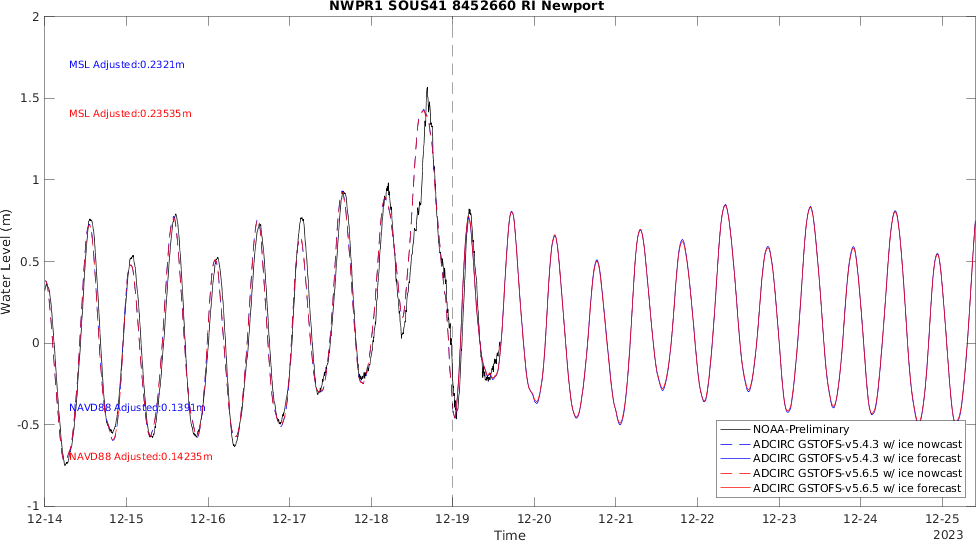 NWPR1 SOUS41 8452660 RI Newport
2
1.5
1
0.5
0
-0.5
-1
Water Level (m)
MSL Adjusted:0.2321m
MSL Adjusted:0.23535m
NAVD88 Adjusted:0.1391m
NAVD88 Adjusted:0.14235m
NOAA-Preliminary
ADCIRC GSTOFS-v5.4.3 w/ ice nowcast
ADCIRC GSTOFS-v5.4.3 w/ ice forecast
ADCIRC GSTOFS-v5.6.5 w/ ice nowcast
ADCIRC GSTOFS-v5.6.5 w/ ice forecast
12-14 12-15 12-16 12-17 12-18 12-19 12-20 12-21 12-22 12-23 12-24 12-25
2023
Time